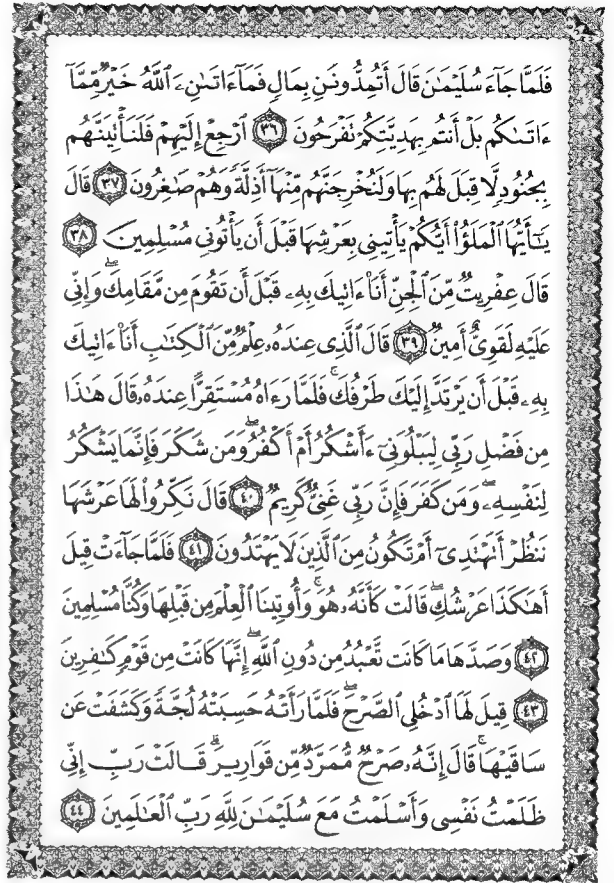 فَلَمَّا جَآءَ سُلَيْمَٰنَ قَالَ أَتُمِدُّونَنِ بِمَالٍ فَمَآ ءَاتَىٰنِۦَ ٱللَّهُ خَيْرٌ مِّمَّآ
ءَاتَىٰكُم بَلْ أَنتُم بِهَدِيَّتِكُمْ تَفْرَحُونَ ٣٦ ٱرْجِعْ إِلَيْهِمْ فَلَنَأْتِيَنَّهُم
بِجُنُودٍ لَّا قِبَلَ لَهُم بِهَا وَلَنُخْرِجَنَّهُم مِّنْهَآ أَذِلَّةً وَهُمْ صَٰغِرُونَ ٣٧ قَالَ
يَٰٓأَيُّهَا ٱلْمَلَؤُا۟ أَيُّكُمْ يَأْتِينِى بِعَرْشِهَا قَبْلَ أَن يَأْتُونِى مُسْلِمِينَ ٣٨
قَالَ عِفْرِيتٌ مِّنَ ٱلْجِنِّ أَنَا۠ ءَاتِيكَ بِهِۦ قَبْلَ أَن تَقُومَ مِن مَّقَامِكَ ۖ وَإِنِّى
عَلَيْهِ لَقَوِىٌّ أَمِينٌ ٣٩ قَالَ ٱلَّذِى عِندَهُۥ عِلْمٌ مِّنَ ٱلْكِتَٰبِ أَنَا۠ ءَاتِيكَ
بِهِۦ قَبْلَ أَن يَرْتَدَّ إِلَيْكَ طَرْفُكَ ۚ فَلَمَّا رَءَاهُ مُسْتَقِرًّا عِندَهُۥ قَالَ هَٰذَا
مِن فَضْلِ رَبِّى لِيَبْلُوَنِىٓ ءَأَشْكُرُ أَمْ أَكْفُرُ ۖ وَمَن شَكَرَ فَإِنَّمَا يَشْكُرُ
لِنَفْسِهِۦ ۖ وَمَن كَفَرَ فَإِنَّ رَبِّى غَنِىٌّ كَرِيمٌ ٤٠ قَالَ نَكِّرُوا۟ لَهَا عَرْشَهَا
نَنظُرْ أَتَهْتَدِىٓ أَمْ تَكُونُ مِنَ ٱلَّذِينَ لَا يَهْتَدُونَ ٤١ فَلَمَّا جَآءَتْ قِيلَ
أَهَٰكَذَا عَرْشُكِ ۖ قَالَتْ كَأَنَّهُۥ هُوَ ۚ وَأُوتِينَا ٱلْعِلْمَ مِن قَبْلِهَا وَكُنَّا مُسْلِمِينَ
٤٢ وَصَدَّهَا مَا كَانَت تَّعْبُدُ مِن دُونِ ٱللَّهِ ۖ إِنَّهَا كَانَتْ مِن قَوْمٍ كَٰفِرِينَ
٤٣ قِيلَ لَهَا ٱدْخُلِى ٱلصَّرْحَ ۖ فَلَمَّا رَأَتْهُ حَسِبَتْهُ لُجَّةً وَكَشَفَتْ عَن
سَاقَيْهَا ۚ قَالَ إِنَّهُۥ صَرْحٌ مُّمَرَّدٌ مِّن قَوَارِيرَ ۗ قَالَتْ رَبِّ إِنِّى
ظَلَمْتُ نَفْسِى وَأَسْلَمْتُ مَعَ سُلَيْمَٰنَ لِلَّهِ رَبِّ ٱلْعَٰلَمِينَ ٤٤